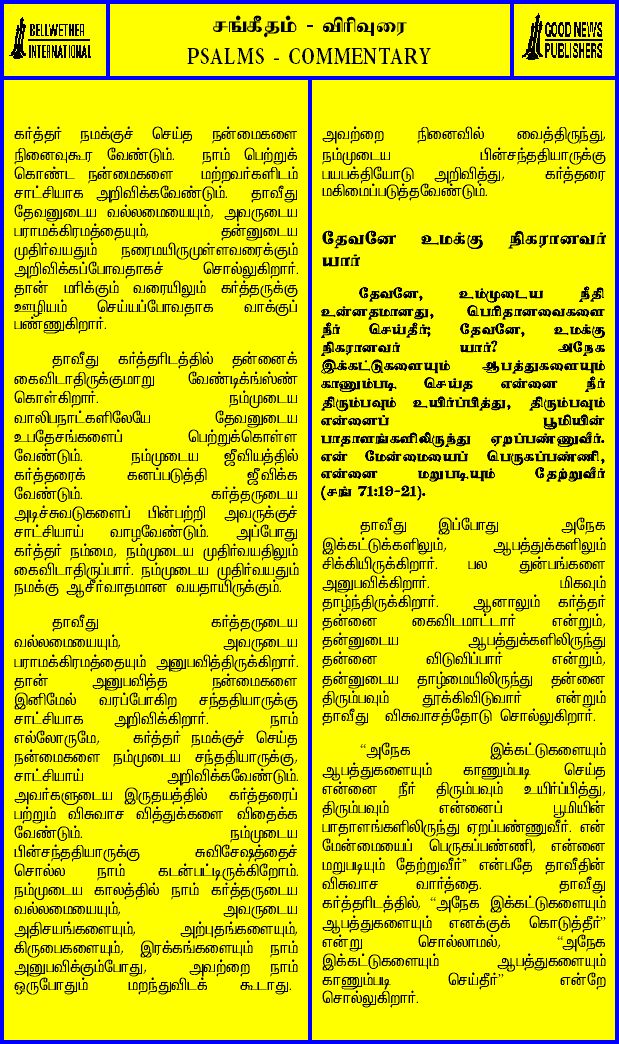 BELLWETHER
INTERNATIONAL
சங்கீதம் - விரிவுரை
PSALMS - COMMENTARY
GOOD NEWS
PUBLISHERS
கர்த்தர் நமக்குச் செய்த நன்மைகளை
நினைவுகூர வேண்டும். நாம் பெற்றுக்
கொண்ட நன்மைகளை மற்றவர்களிடம்
சாட்சியாக அறிவிக்கவேண்டும். தாவீது
தேவனுடைய வல்லமையையும், அவருடைய
பராமக்கிரமத்தையும், தன்னுடைய
முதிர்வயதும் நரைமயிருமுள்ளவரைக்கும்
அறிவிக்கப்போவதாகச் சொல்லுகிறார்.
தான் மரிக்கும் வரையிலும் கர்த்தருக்கு
ஊழியம் செய்யப்போவதாக வாக்குப்
பண்ணுகிறார்.
தாவீது கர்த்தரிடத்தில் தன்னைக்
கைவிடாதிருக்குமாறு வேண்டிக்ங்ஸ்ண்
கொள்கிறார். நம்முடைய
வாலிபநாட்களிலேயே தேவனுடைய
உபதேசங்களைப் பெற்றுக்கொள்ள
வேண்டும். நம்முடைய ஜீவியத்தில்
கர்த்தரைக் கனப்படுத்தி ஜீவிக்க
வேண்டும். கர்த்தருடைய
அடிச்சுவடுகளைப் பின்பற்றி அவருக்குச்
சாட்சியாய் வாழவேண்டும். அப்போது
கர்த்தர் நம்மை, நம்முடைய முதிர்வயதிலும்
கைவிடாதிருப்பார். நம்முடைய முதிர்வயதும்
நமக்கு ஆசீர்வாதமான வயதாயிருக்கும்.
தாவீது கர்த்தருடைய
வல்லமையையும், அவருடைய
பராமக்கிரமத்தையும் அனுபவித்திருக்கிறார்.
தான் அனுபவித்த நன்மைகளை
இனிமேல் வரப்போகிற சந்ததியாருக்கு
சாட்சியாக அறிவிக்கிறார். நாம்
எல்லோருமே, கர்த்தர் நமக்குச் செய்த
நன்மைகளை நம்முடைய சந்ததியாருக்கு,
சாட்சியாய் அறிவிக்கவேண்டும்.
அவர்களுடைய இருதயத்தில் கர்த்தரைப்
பற்றும் விசுவாச வித்துக்களை விதைக்க
வேண்டும். நம்முடைய
பின்சந்ததியாருக்கு சுவிசேஷத்தைச்
சொல்ல நாம் கடன்பட்டிருக்கிறோம்.
நம்முடைய காலத்தில் நாம் கர்த்தருடைய
வல்லமையையும், அவருடைய
அதிசயங்களையும், அற்புதங்களையும்,
கிருபைகளையும், இரக்கங்களையும் நாம்
அனுபவிக்கும்போது, அவற்றை நாம்
ஒருபோதும் மறந்துவிடக் கூடாது.
அவற்றை நினைவில் வைத்திருந்து,
நம்முடைய பின்சந்ததியாருக்கு
பயபக்தியோடு அறிவித்து, கர்த்தரை
மகிமைப்படுத்தவேண்டும்.
தேவனே உமக்கு நிகரானவர்
யார்
தேவனே, உம்முடைய நீதி
உன்னதமானது, பெரிதானவைகளை
நீர் செய்தீர்; தேவனே, உமக்கு
நிகரானவர் யார்? அநேக
இக்கட்டுகளையும் ஆபத்துகளையும்
காணும்படி செய்த என்னை நீர்
திரும்பவும் உயிர்ப்பித்து, திரும்பவும்
என்னைப் பூமியின்
பாதாளங்களிலிருந்து ஏறப்பண்ணுவீர்.
என் மேன்மையைப் பெருகப்பண்ணி,
என்னை மறுபடியும் தேற்றுவீர்
(சங் 71:19-21).
தாவீது இப்போது அநேக
இக்கட்டுக்களிலும், ஆபத்துக்களிலும்
சிக்கியிருக்கிறார். பல துன்பங்களை
அனுபவிக்கிறார். மிகவும்
தாழ்ந்திருக்கிறார். ஆனாலும் கர்த்தர்
தன்னை கைவிடமாட்டார் என்றும்,
தன்னுடைய ஆபத்துக்களிலிருந்து
தன்னை விடுவிப்பார் என்றும்,
தன்னுடைய தாழ்மையிலிருந்து தன்னை
திரும்பவும் தூக்கிவிடுவார் என்றும்
தாவீது விசுவாசத்தோடு சொல்லுகிறார்.
“அநேக இக்கட்டுகளையும்
ஆபத்துகளையும் காணும்படி செய்த
என்னை நீர் திரும்பவும் உயிர்ப்பித்து,
திரும்பவும் என்னைப் பூமியின்
பாதாளங்களிலிருந்து ஏறப்பண்ணுவீர். என்
மேன்மையைப் பெருகப்பண்ணி, என்னை
மறுபடியும் தேற்றுவீர்” என்பதே தாவீதின்
விசுவாச வார்த்தை. தாவீது
கர்த்தரிடத்தில், “அநேக இக்கட்டுகளையும்
ஆபத்துகளையும் எனக்குக் கொடுத்தீர்”
என்று சொல்லாமல், “அநேக
இக்கட்டுகளையும் ஆபத்துகளையும்
காணும்படி செய்தீர்” என்றே
சொல்லுகிறார்.